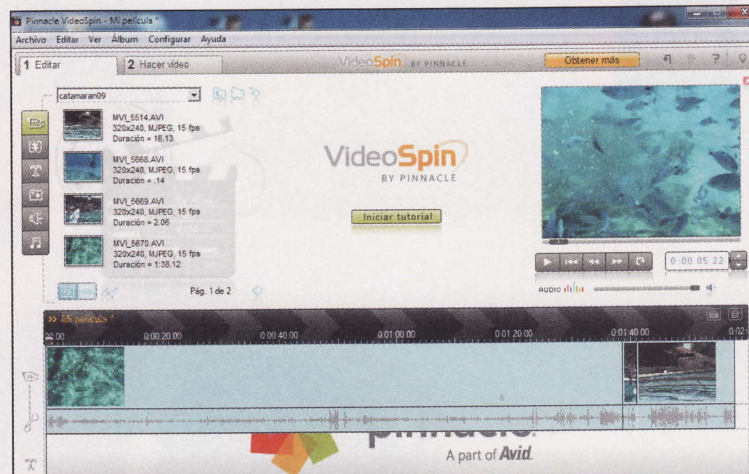 Pinnacle VideoSpin - Mi película *
Archivo Editar Ver Álbum Configurar Ayuda
1 Editar
2 Hacer vídeo
VideoSpin BY PINNACLE
Obtener más
catamaran09
MVI_5514.AVI
320x240, MJPEG, 15 fps
Duración = 16.13
MVI_5668.AVI
320x240, MJPEG, 15 fps
Duración = .14
MVI_5669.AVI
320x240, MJPEG, 15 fps
Duración = 2.06
MVI_5670.AVI
320x240, MJPEG, 15 fps
Duración = 1:38.12
Pág. 1 de 2
VideoSpin
BY PINNACLE
Iniciar tutorial
0:00:05.22
AUDIO
>> Mi película *
0:00:20.00
0:00:40.00
0:01:00.00
0:01:20.00
0:01:40.00
pinnacle
A part of Avid